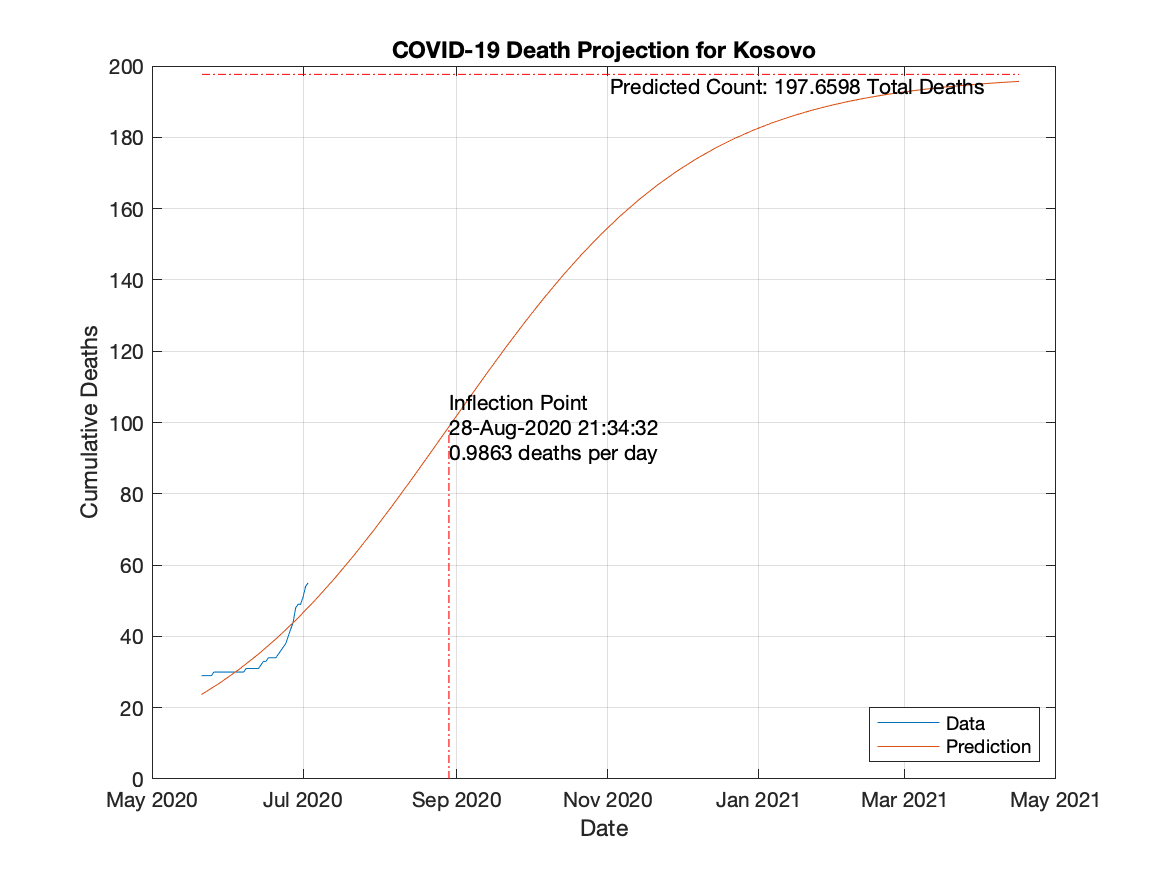 COVID-19 Death Projection for Kosovo
200
Predicted Count: 197.6598 Total Deaths
180
160
140
120
Inflection Point
100
28-Aug-2020 21:34:32
0.9863 deaths per day
80
60
40
20
0
Cumulative Deaths
Data
Prediction
May 2020 Jul 2020 Sep 2020 Nov 2020 Jan 2021 Mar 2021 May 2021
Date